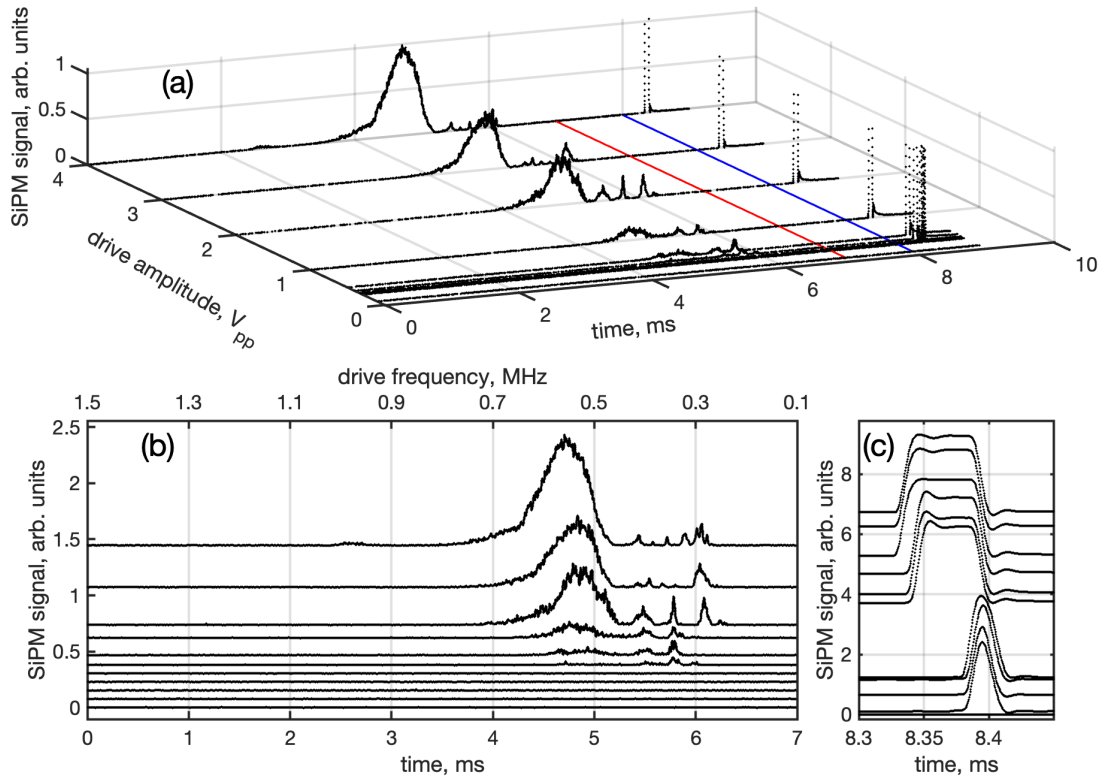 (a)
SiPM signal, arb. units
1
0.5
0
4
3
2
1
0
drive amplitude, Vpp
0
2
4
6
8
10
time, ms
drive frequency, MHz
1.5 1.3 1.1 0.9 0.7 0.5 0.3 0.1
(b)
SiPM signal, arb. units
2.5
2
1.5
1
0.5
0
0 1 2 3 4 5 6 7
time, ms
(c)
SiPM signal, arb. units
8
6
4
2
0
8.3 8.35 8.4
time, ms